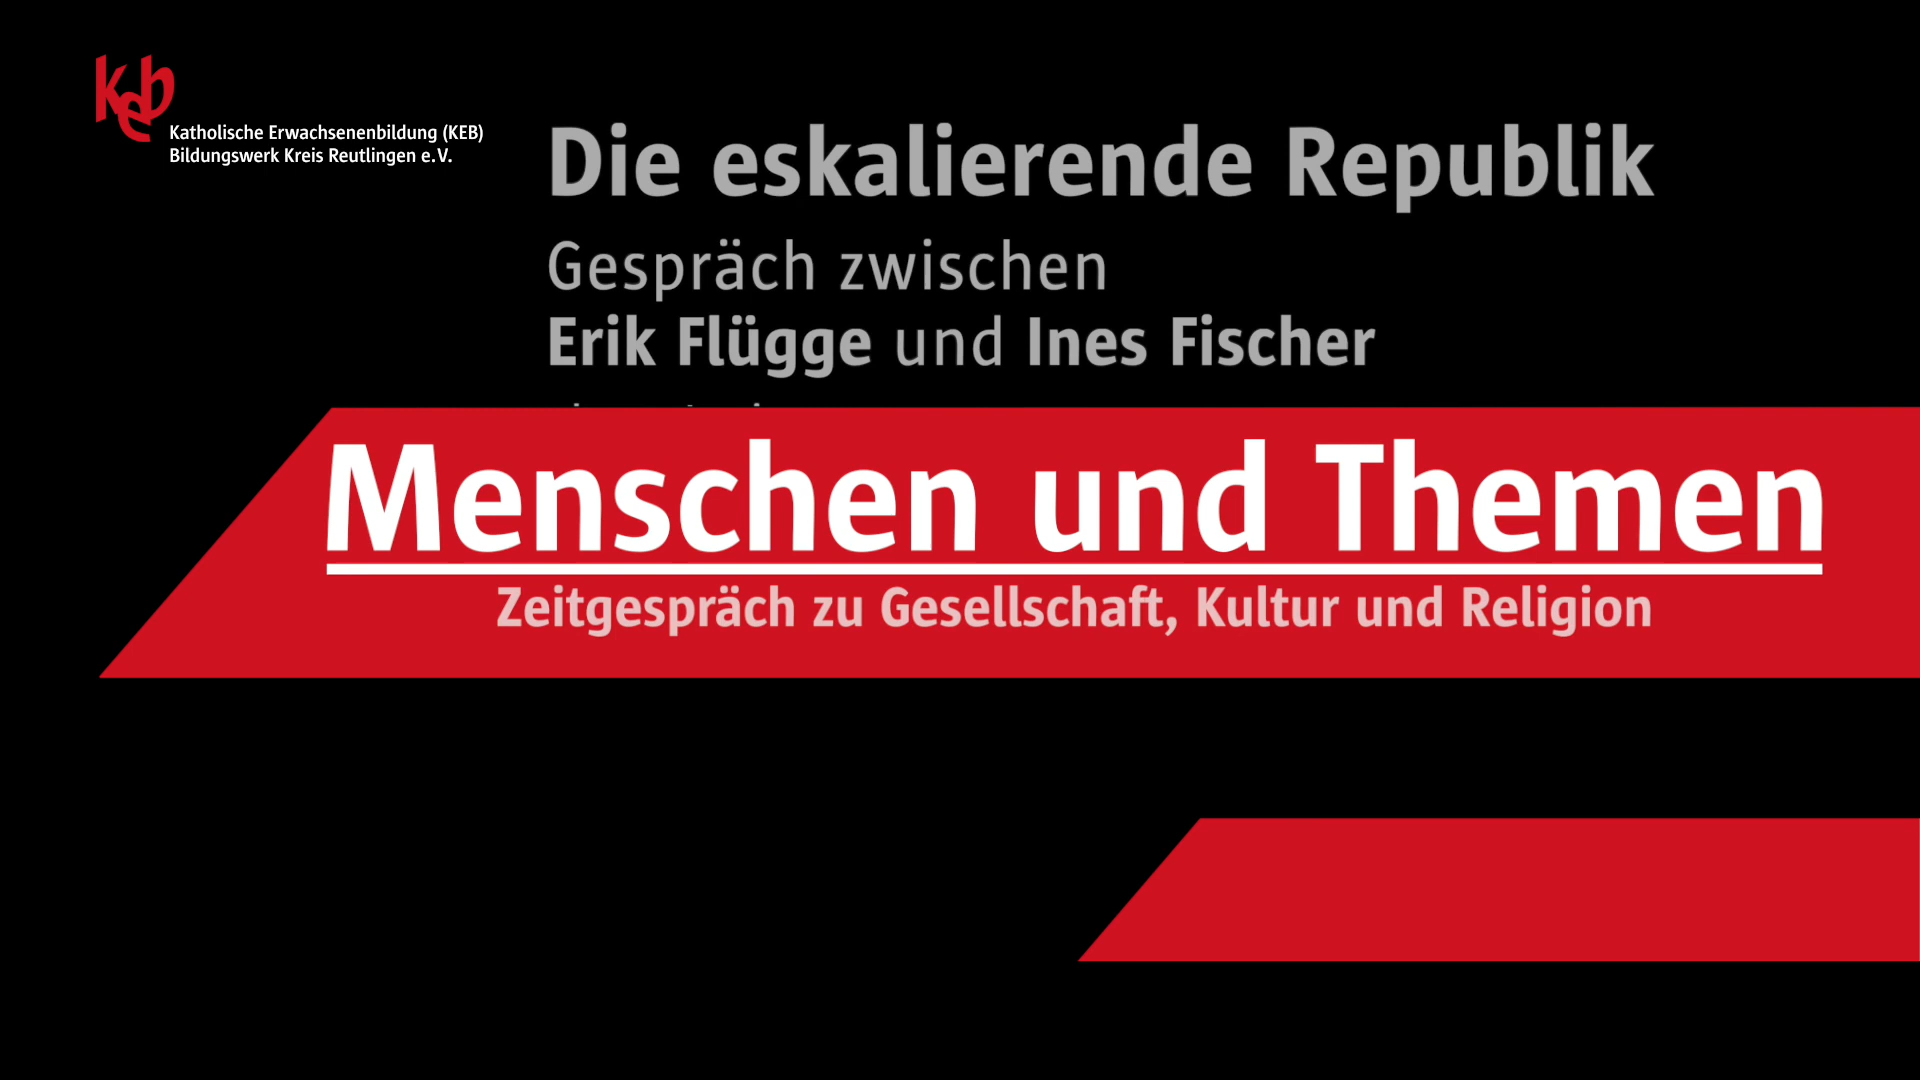 keb
Katholische Erwachsenenbildung (KEB)
Bildungswerk Kreis Reutlingen e.V.
Die eskalierende Republik
Gespräch zwischen
Erik Flügge und Ines Fischer
Menschen und Themen
Zeitgespräch zu Gesellschaft, Kultur und Religion